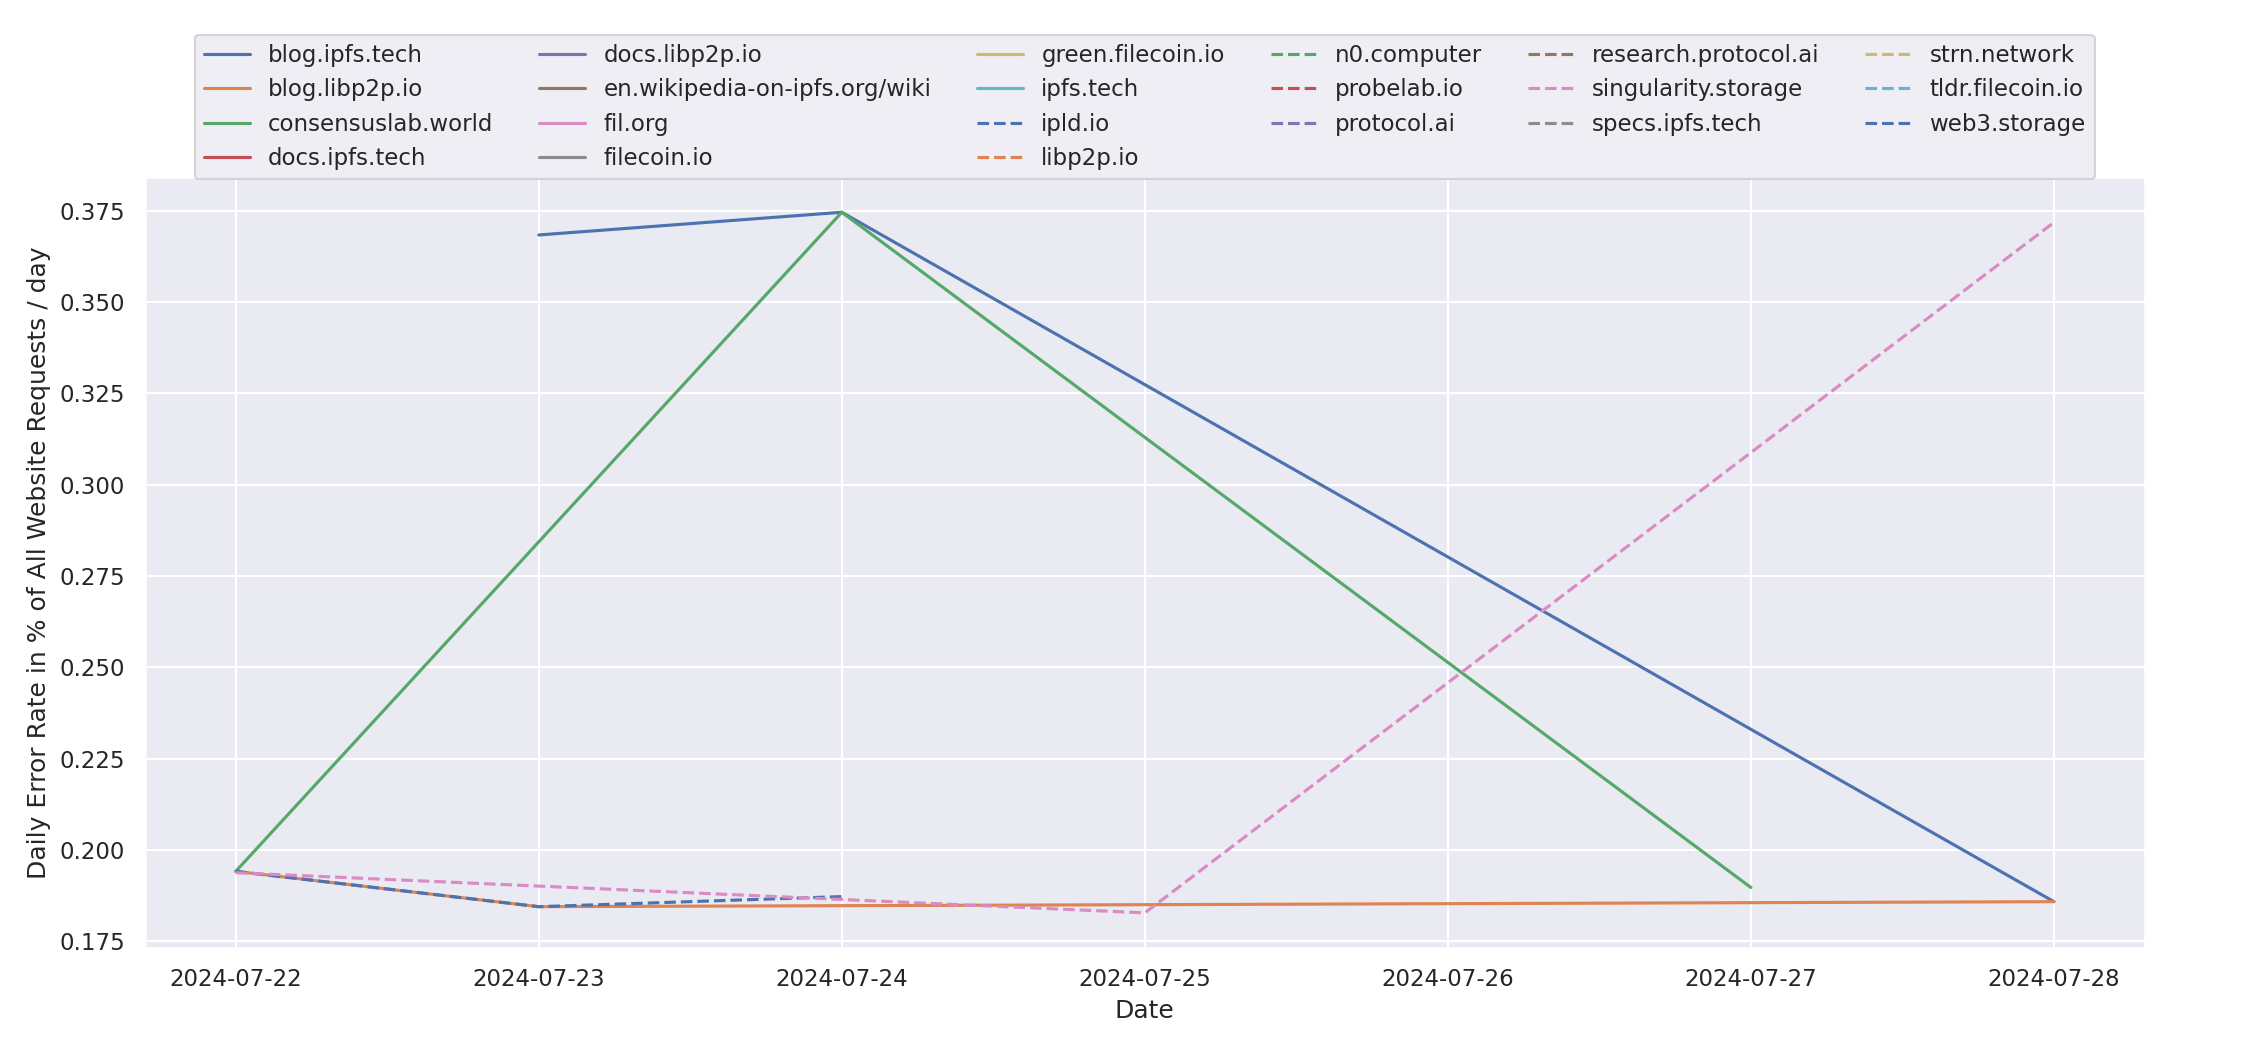 blog.ipfs.tech
blog.libp2p.io
consensuslab.world
docs.ipfs.tech
docs.libp2p.io
en.wikipedia-on-ipfs.org/wiki
fil.org
filecoin.io
green.filecoin.io
ipfs.tech
ipld.io
libp2p.io
n0.computer
probelab.io
protocol.ai
research.protocol.ai
singularity.storage
specs.ipfs.tech
strn.network
tldr.filecoin.io
web3.storage
Daily Error Rate in % of All Website Requests / day
0.375
0.350
0.325
0.300
0.275
0.250
0.225
0.200
0.175
2024-07-22 2024-07-23 2024-07-24 2024-07-25 2024-07-26 2024-07-27 2024-07-28
Date